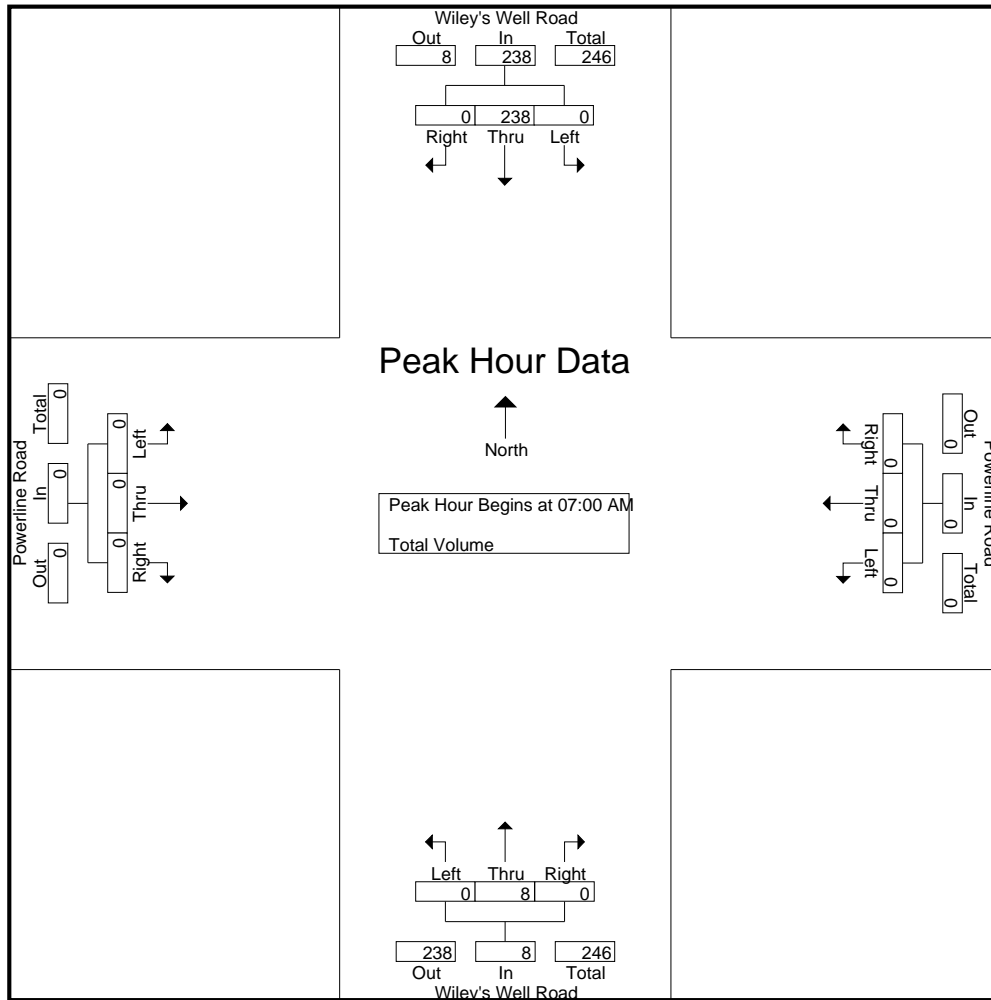 Wiley's Well Road
Out In Total
8 238 246
0 238 0
Right Thru Left
Peak Hour Data
North
Peak Hour Begins at 07:00 AM
Total Volume
Powerline Road
Total In Out
0 0 0
0 0 0
Left Thru Right
Right Thru Left
0 0 0
0 0 0
Out In Total
Powerline Road
Left Thru Right
0 8 0
238 8 246
Out In Total
Wiley's Well Road